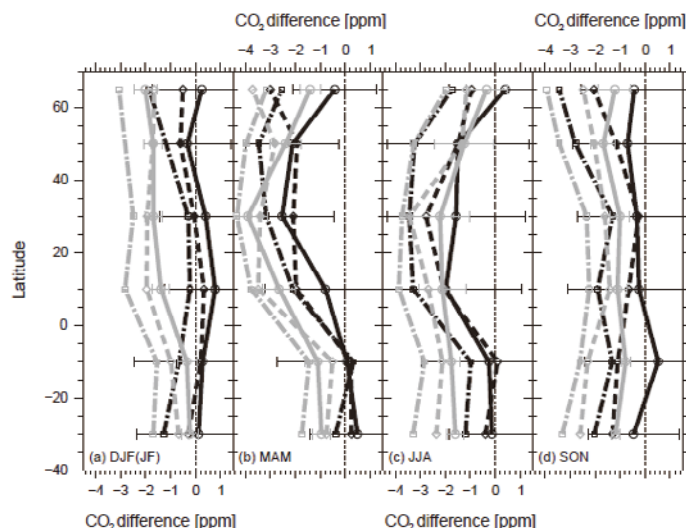 CO2 difference [ppm] CO2 difference [ppm]
−4 −3 −2 −1 0 1 −4 −3 −2 −1 0 1
Latitude
60
40
20
0
−20
−40
(a) DJF(JF) (b) MAM (c) JJA (d) SON
−4 −3 −2 −1 0 1 −4 −3 −2 −1 0 1
CO2 difference [ppm] CO2 difference [ppm]